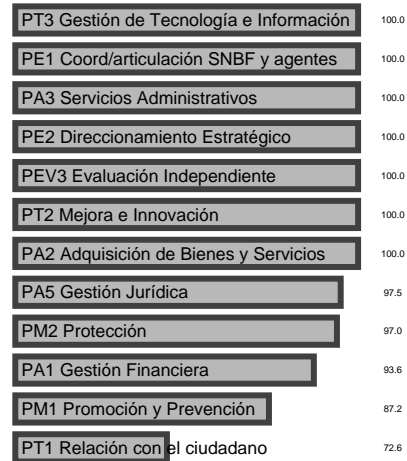 PT3 Gestión de Tecnología e Información 100.0
PE1 Coord/articulación SNBF y agentes 100.0
PA3 Servicios Administrativos 100.0
PE2 Direccionamiento Estratégico 100.0
PEV3 Evaluación Independiente 100.0
PT2 Mejora e Innovación 100.0
PA2 Adquisición de Bienes y Servicios 100.0
PA5 Gestión Jurídica 97.5
PM2 Protección 97.0
PA1 Gestión Financiera 93.6
PM1 Promoción y Prevención 87.2
PT1 Relación con el ciudadano 72.6